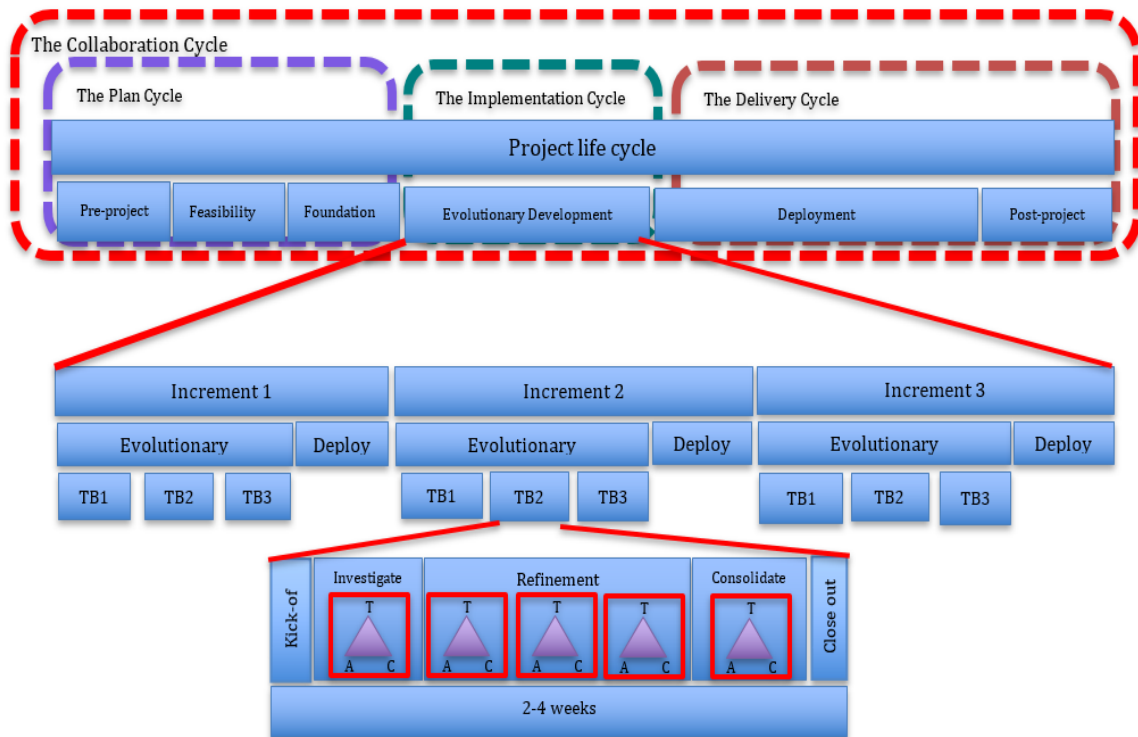 The Collaboration Cycle
The Plan Cycle
The Implementation Cycle
The Delivery Cycle
Project life cycle
Pre-project
Feasibility
Foundation
Evolutionary Development
Deployment
Post-project
Increment 1
Increment 2
Increment 3
Evolutionary
Deploy
Evolutionary
Deploy
Evolutionary
Deploy
TB1
TB2
TB3
TB1
TB2
TB3
TB1
TB2
TB3
Kick-of
Investigate
Refinement
Consolidate
Close out
T
T
T
T
T
A C
A C
A C
A C
A C
2-4 weeks